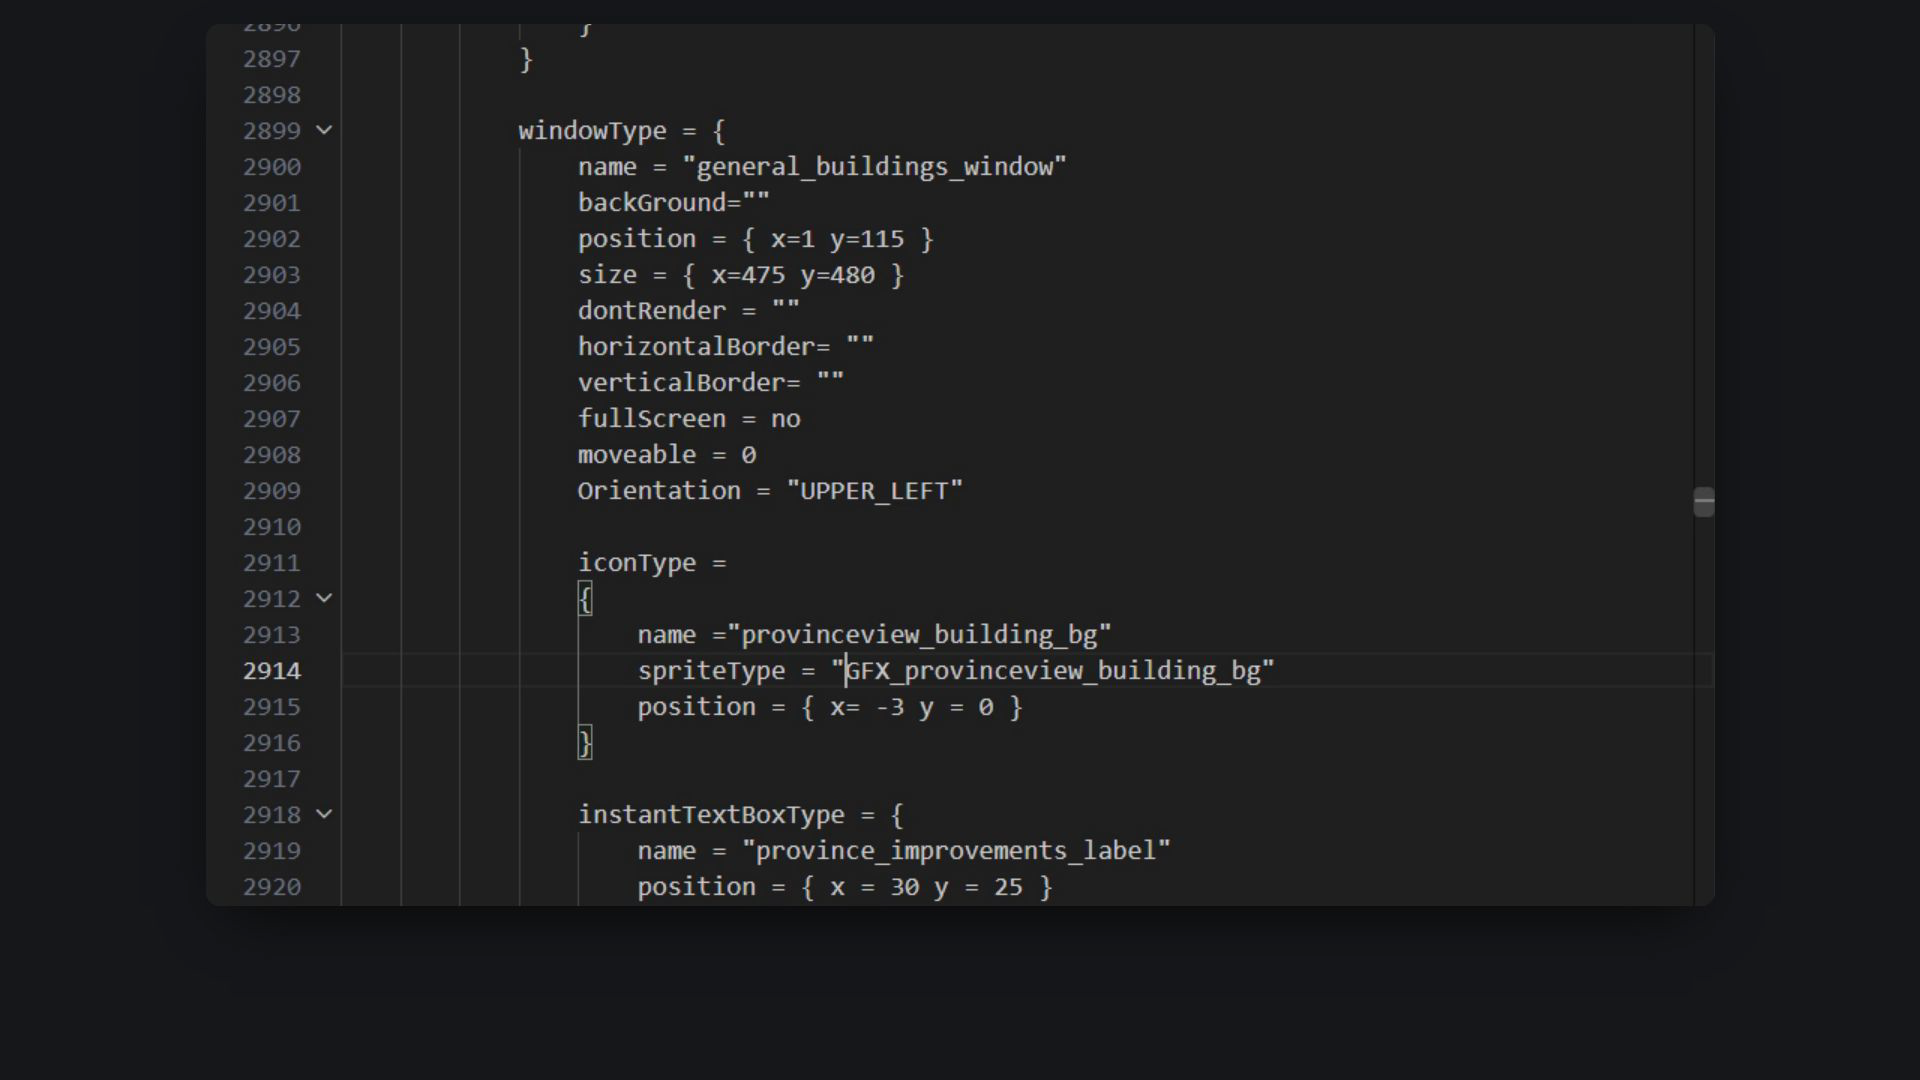 2896 }
2897 }
2898
2899 windowType = {
2900 name = "general_buildings_window"
2901 backGround=""
2902 position = { x=1 y=115 }
2903 size = { x=475 y=480 }
2904 dontRender = ""
2905 horizontalBorder= ""
2906 verticalBorder= ""
2907 fullScreen = no
2908 moveable = 0
2909 Orientation = "UPPER_LEFT"
2910
2911 iconType =
2912 {
2913 name ="provinceview_building_bg"
2914 spriteType = "GFX_provinceview_building_bg"
2915 position = { x= -3 y = 0 }
2916 }
2917
2918 instantTextBoxType = {
2919 name = "province_improvements_label"
2920 position = { x = 30 y = 25 }